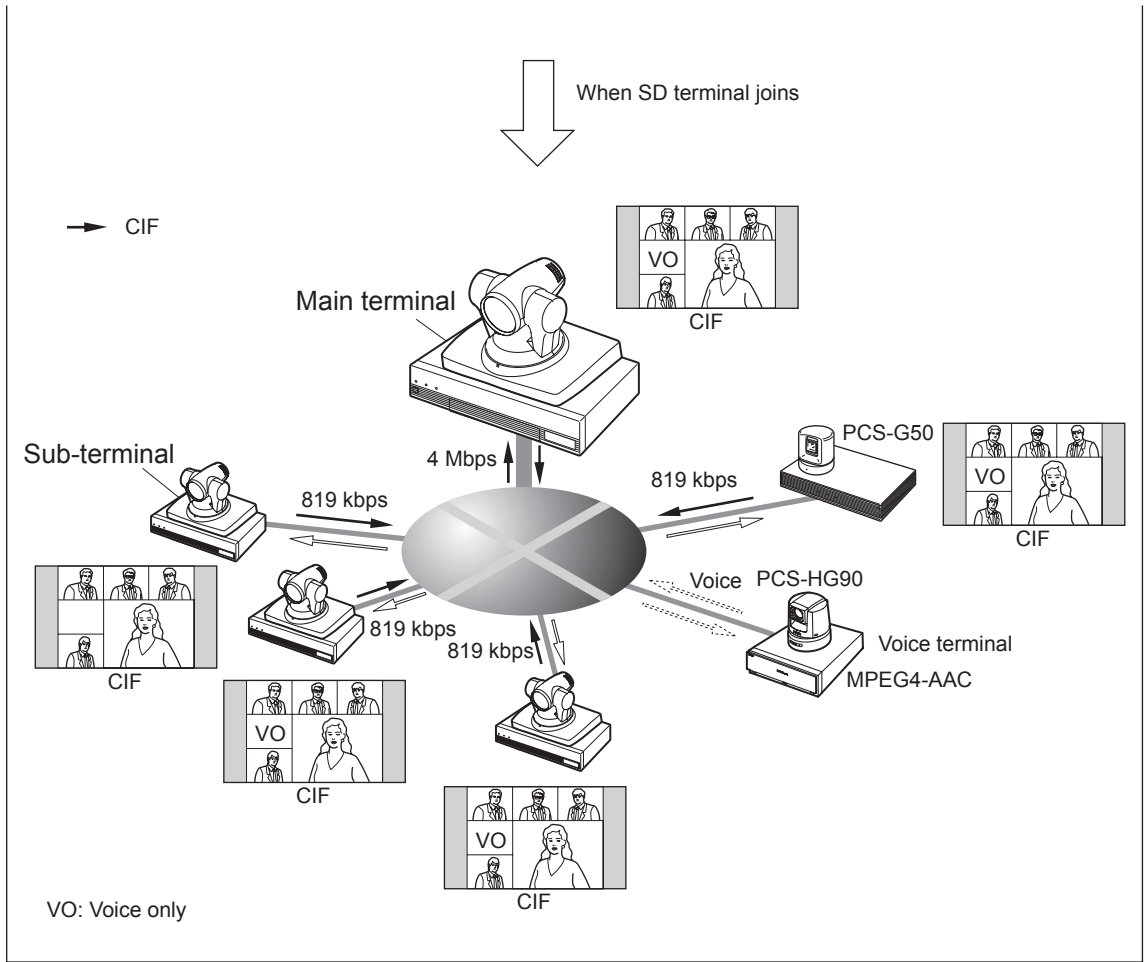 When SD terminal joins
CIF
VO
CIF
Main terminal
PCS-G50
VO
CIF
Sub-terminal
4 Mbps
819 kbps
819 kbps
Voice
PCS-HG90
Voice terminal
MPEG4-AAC
819 kbps
819 kbps
CIF
VO
CIF
VO
CIF
VO: Voice only